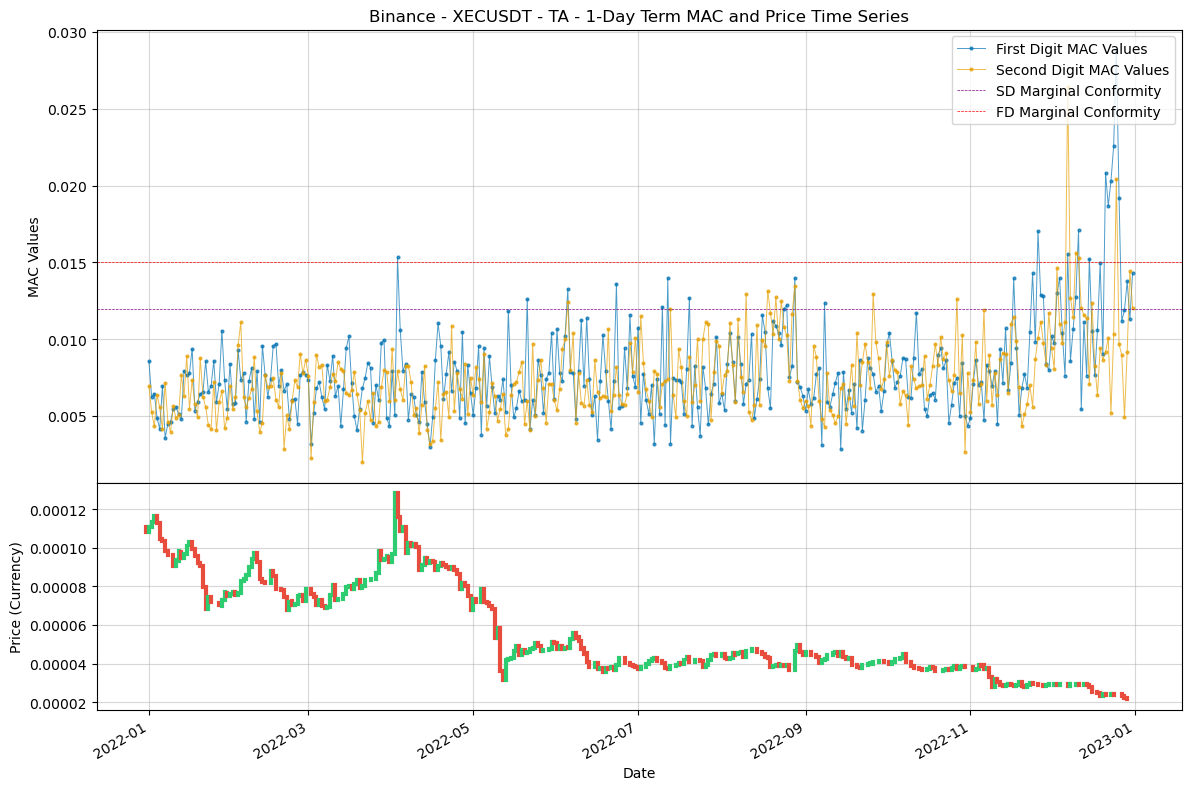 Binance - XECUSDT - TA - 1-Day Term MAC and Price Time Series
0.030
0.025
0.020
0.015
0.010
0.005
MAC Values
First Digit MAC Values
Second Digit MAC Values
SD Marginal Conformity
FD Marginal Conformity
0.00012
0.00010
0.00008
0.00006
0.00004
0.00002
Price (Currency)
2022-01
2022-03
2022-05
2022-07
2022-09
2022-11
2023-01
Date